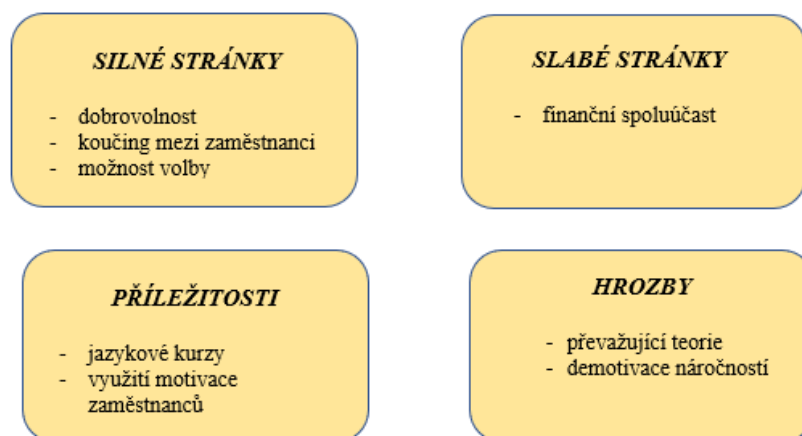 SILNÉ STRÁNKY
- dobrovolnost
- koučing mezi zaměstnanci
- možnost volby
SLABÉ STRÁNKY
- finanční spoluúčast
PŘÍLEŽITOSTI
- jazykové kurzy
- využití motivace
zaměstnanců
HROZBY
- převažující teorie
- demotivace náročností